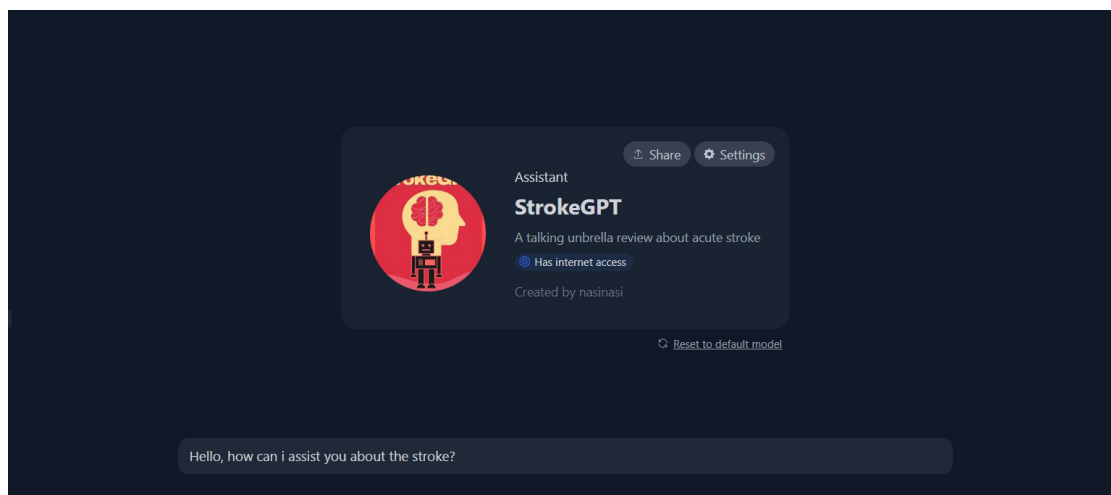 Share Settings
Assistant
StrokeGPT
A talking unbrella review about acute stroke
Has internet access
Created by nasinasi
Reset to default model
Hello, how can i assist you about the stroke?